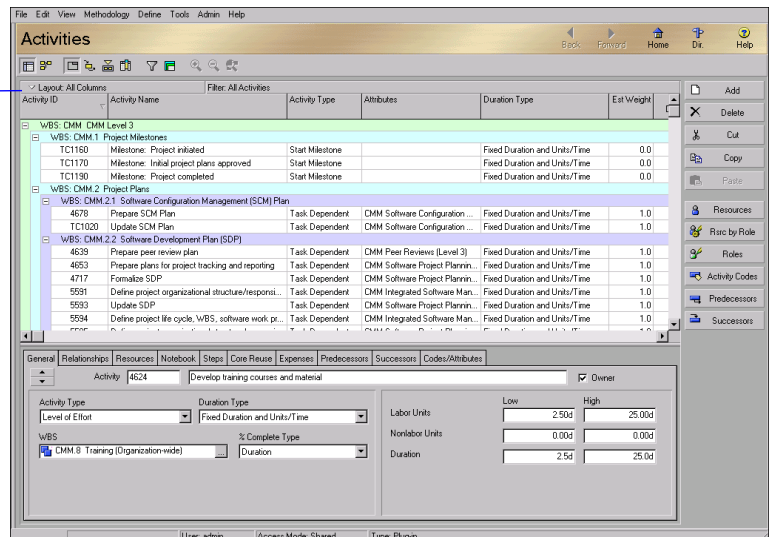 File Edit View Methodology Define Tools Admin Help
Activities
Back Forward Home Dir. Help
Layout: All Columns Filter: All Activities
Activity ID Activity Name Activity Type Attributes Duration Type Est Weight
WBS: CMM CMM Level 3
WBS: CMM.1 Project Milestones
TC1160 Milestone: Project initiated Start Milestone Fixed Duration and Units/Time 0.0
TC1170 Milestone: Initial project plans approved Start Milestone Fixed Duration and Units/Time 0.0
TC1190 Milestone: Project completed Start Milestone Fixed Duration and Units/Time 0.0
WBS: CMM.2 Project Plans
WBS: CMM.2.1 Software Configuration Management (SCM) Plan
4678 Prepare SCM Plan Task Dependent CMM Software Configuration ... Fixed Duration and Units/Time 1.0
TC1020 Update SCM Plan Task Dependent CMM Software Configuration ... Fixed Duration and Units/Time 1.0
WBS: CMM.2.2 Software Development Plan (SDP)
4639 Prepare peer review plan Task Dependent CMM Peer Reviews (Level 3) Fixed Duration and Units/Time 1.0
4653 Prepare plans for project tracking and reporting Task Dependent CMM Software Project Plannin... Fixed Duration and Units/Time 1.0
4717 Formalize SDP Task Dependent CMM Software Project Plannin... Fixed Duration and Units/Time 1.0
5591 Define project organizational structure/responsi... Task Dependent CMM Integrated Software Man... Fixed Duration and Units/Time 1.0
5593 Update SDP Task Dependent CMM Software Project Plannin... Fixed Duration and Units/Time 1.0
5594 Define project life cycle, WBS, software work pr... Task Dependent CMM Integrated Software Man... Fixed Duration and Units/Time 1.0
Add
Delete
Cut
Copy
Paste
Resources
Rsrc by Role
Roles
Activity Codes
Predecessors
Successors
General Relationships Resources Notebook Steps Core Reuse Expenses Predecessors Successors Codes/Attributes
Activity 4624 Develop training courses and material Owner
Activity Type Duration Type
Level of Effort Fixed Duration and Units/Time
WBS % Complete Type
CMM.8 Training (Organization-wide) ... Duration
Low High
Labor Units 2.50d 25.00d
Nonlabor Units 0.00d 0.00d
Duration 2.5d 25.0d
User: admin Access Mode: Shared Type: Plug-in